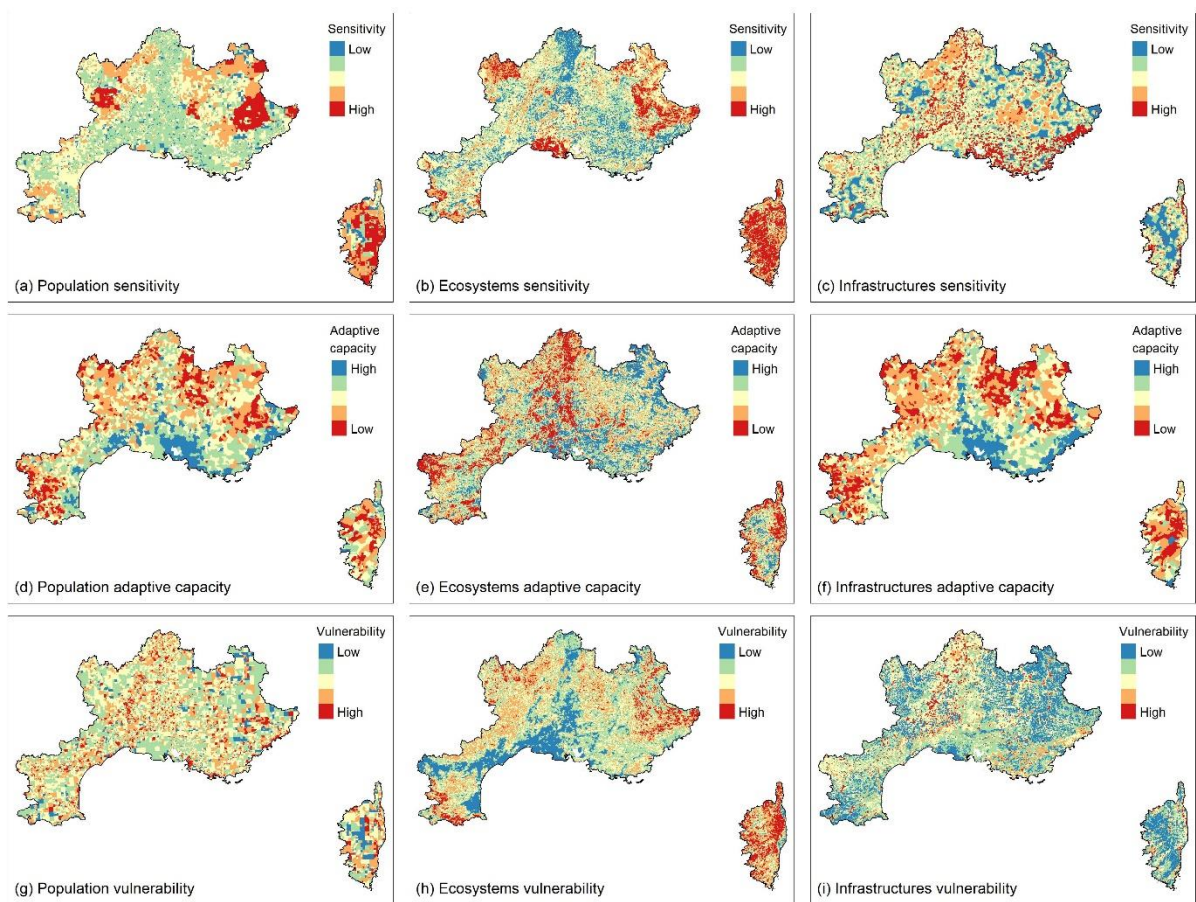 Sensitivity
Low
High
(a) Population sensitivity
Sensitivity
Low
High
(b) Ecosystems sensitivity
Sensitivity
Low
High
(c) Infrastructures sensitivity
Adaptive
capacity
High
Low
(d) Population adaptive capacity
Adaptive
capacity
High
Low
(e) Ecosystems adaptive capacity
Adaptive
capacity
High
Low
(f) Infrastructures adaptive capacity
Vulnerability
Low
High
(g) Population vulnerability
Vulnerability
Low
High
(h) Ecosystems vulnerability
Vulnerability
Low
High
(i) Infrastructures vulnerability